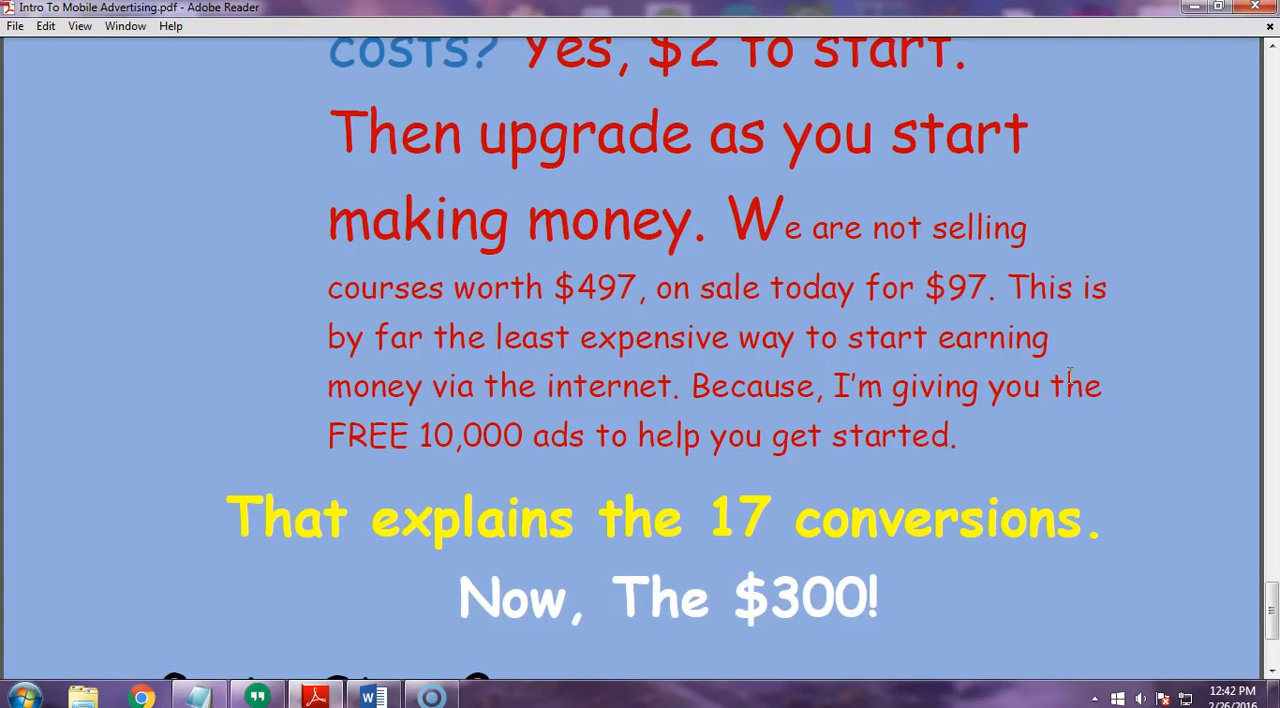 Intro To Mobile Advertising.pdf - Adobe Reader
File Edit View Window Help
costs? Yes, $2 to start.
Then upgrade as you start
making money. We are not selling
courses worth $497, on sale today for $97. This is
by far the least expensive way to start earning
money via the internet. Because, I'm giving you the
FREE 10,000 ads to help you get started.
That explains the 17 conversions.
Now, The $300!
12:42 PM
2/26/2016